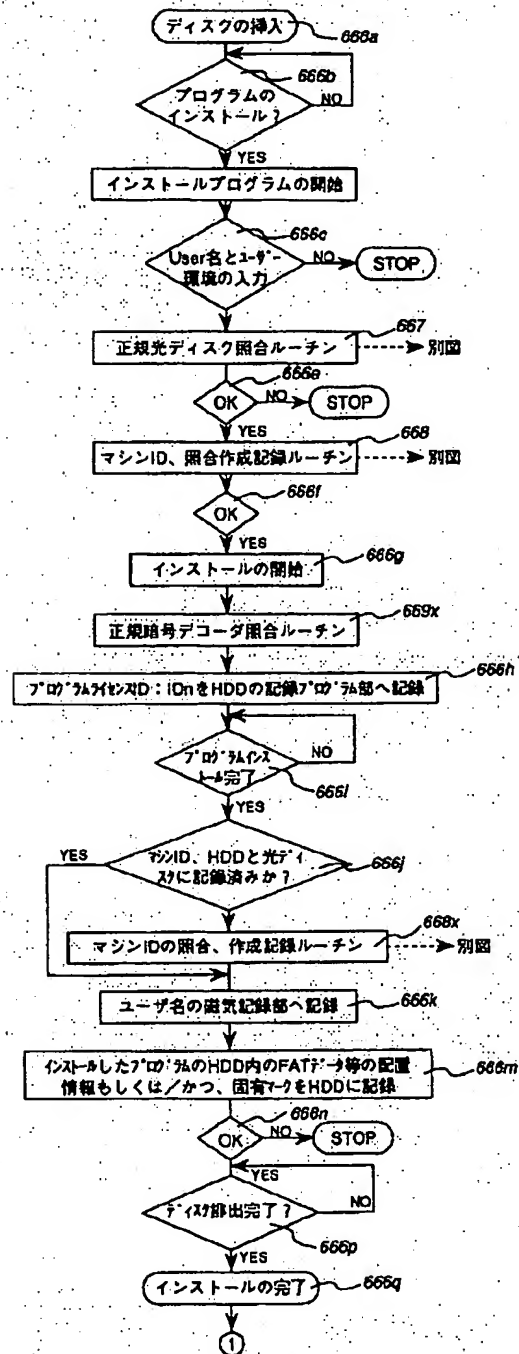 ディスクの挿入
666a
666b
プログラムの
インストール?
NO
YES
インストールプログラムの開始
666c
User名とユーザー
環境の入力
NO
STOP
YES
667
正規光ディスク照合ルーチン
別図
666e
OK
NO
STOP
YES
668
マシンID、照合作成記録ルーチン
別図
666f
OK
YES
666g
インストールの開始
669x
正規暗号デコーダ照合ルーチン
666h
プログラムライセンスID:IDnをHDDの記録プログラム部へ記録
プログラムインス
トール完了
NO
666i
YES
YES
マシンID、HDDと光ディ
スクに記録済みか?
666j
668x
マシンIDの照合、作成記録ルーチン
別図
ユーザ名の磁気記録部へ記録
666k
インストールしたプログラムのHDD内のFATデータ等の配置
情報もしくは/かつ、固有マークをHDDに記録
666m
666n
OK
NO
STOP
YES
ディスク排出完了?
NO
666p
YES
インストールの完了
666q
1